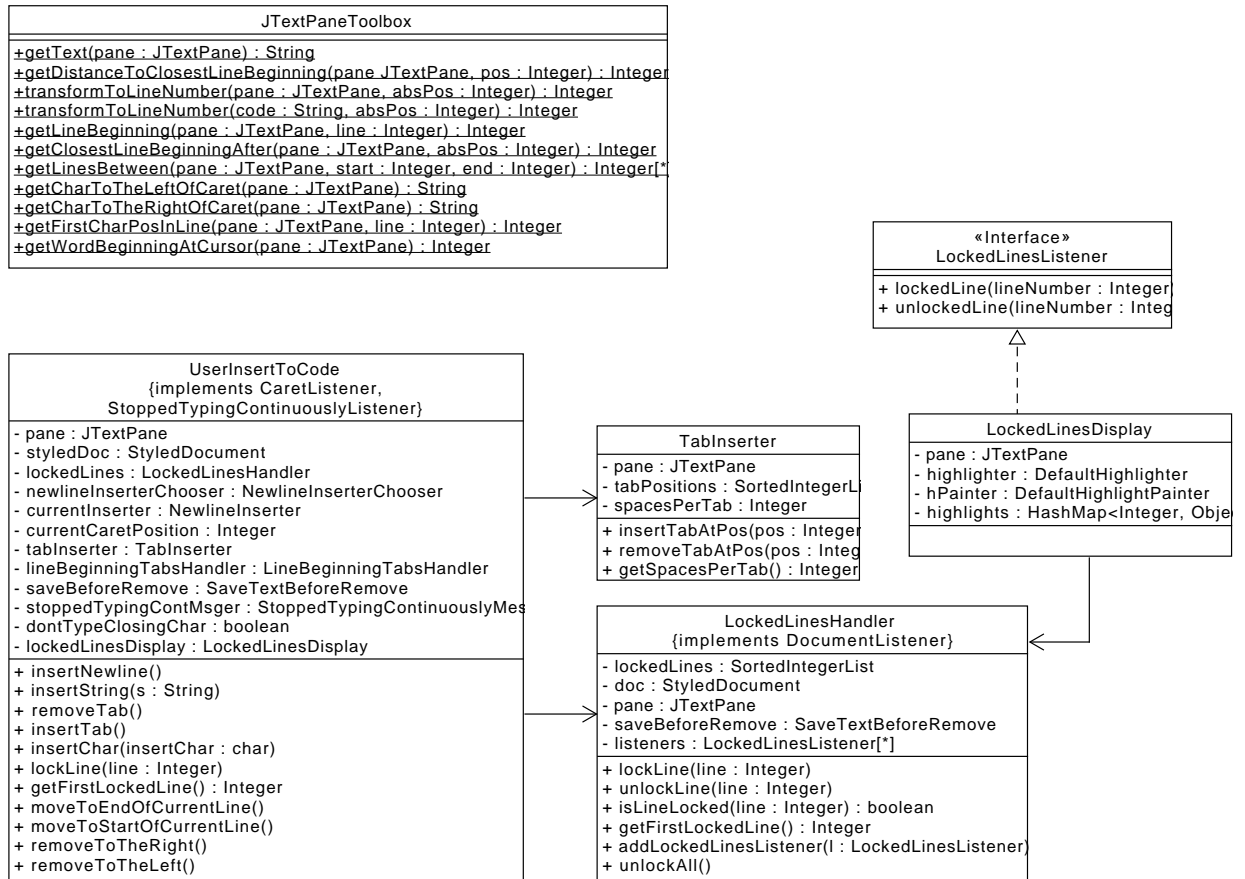 JTextPaneToolbox
+getText(pane : JTextPane) : String
+getDistanceToClosestLineBeginning(pane JTextPane, pos : Integer) : Integer
+transformToLineNumber(pane : JTextPane, absPos : Integer) : Integer
+transformToLineNumber(code : String, absPos : Integer) : Integer
+getLineBeginning(pane : JTextPane, line : Integer) : Integer
+getClosestLineBeginningAfter(pane : JTextPane, absPos : Integer) : Integer
+getLinesBetween(pane : JTextPane, start : Integer, end : Integer) : Integer[*]
+getCharToTheLeftOfCaret(pane : JTextPane) : String
+getCharToTheRightOfCaret(pane : JTextPane) : String
+getFirstCharPosInLine(pane : JTextPane, line : Integer) : Integer
+getWordBeginningAtCursor(pane : JTextPane) : Integer
«Interface»
LockedLinesListener
+ lockedLine(lineNumber : Integer)
+ unlockedLine(lineNumber : Integ
UserInsertToCode
{implements CaretListener,
StoppedTypingContinuouslyListener}
- pane : JTextPane
- styledDoc : StyledDocument
- lockedLines : LockedLinesHandler
- newlineInserterChooser : NewlineInserterChooser
- currentInserter : NewlineInserter
- currentCaretPosition : Integer
- tabInserter : TabInserter
- lineBeginningTabsHandler : LineBeginningTabsHandler
- saveBeforeRemove : SaveTextBeforeRemove
- stoppedTypingContMsger : StoppedTypingContinuouslyMes
- dontTypeClosingChar : boolean
- lockedLinesDisplay : LockedLinesDisplay
+ insertNewline()
+ insertString(s : String)
+ removeTab()
+ insertTab()
+ insertChar(insertChar : char)
+ lockLine(line : Integer)
+ getFirstLockedLine() : Integer
+ moveToEndOfCurrentLine()
+ moveToStartOfCurrentLine()
+ removeToTheRight()
+ removeToTheLeft()
TabInserter
- pane : JTextPane
- tabPositions : SortedIntegerLi
- spacesPerTab : Integer
+ insertTabAtPos(pos : Integer
+ removeTabAtPos(pos : Integ
+ getSpacesPerTab() : Integer
LockedLinesDisplay
- pane : JTextPane
- highlighter : DefaultHighlighter
- hPainter : DefaultHighlightPainter
- highlights : HashMap<Integer, Obje
LockedLinesHandler
{implements DocumentListener}
- lockedLines : SortedIntegerList
- doc : StyledDocument
- pane : JTextPane
- saveBeforeRemove : SaveTextBeforeRemove
- listeners : LockedLinesListener[*]
+ lockLine(line : Integer)
+ unlockLine(line : Integer)
+ isLineLocked(line : Integer) : boolean
+ getFirstLockedLine() : Integer
+ addLockedLinesListener(l : LockedLinesListener)
+ unlockAll()